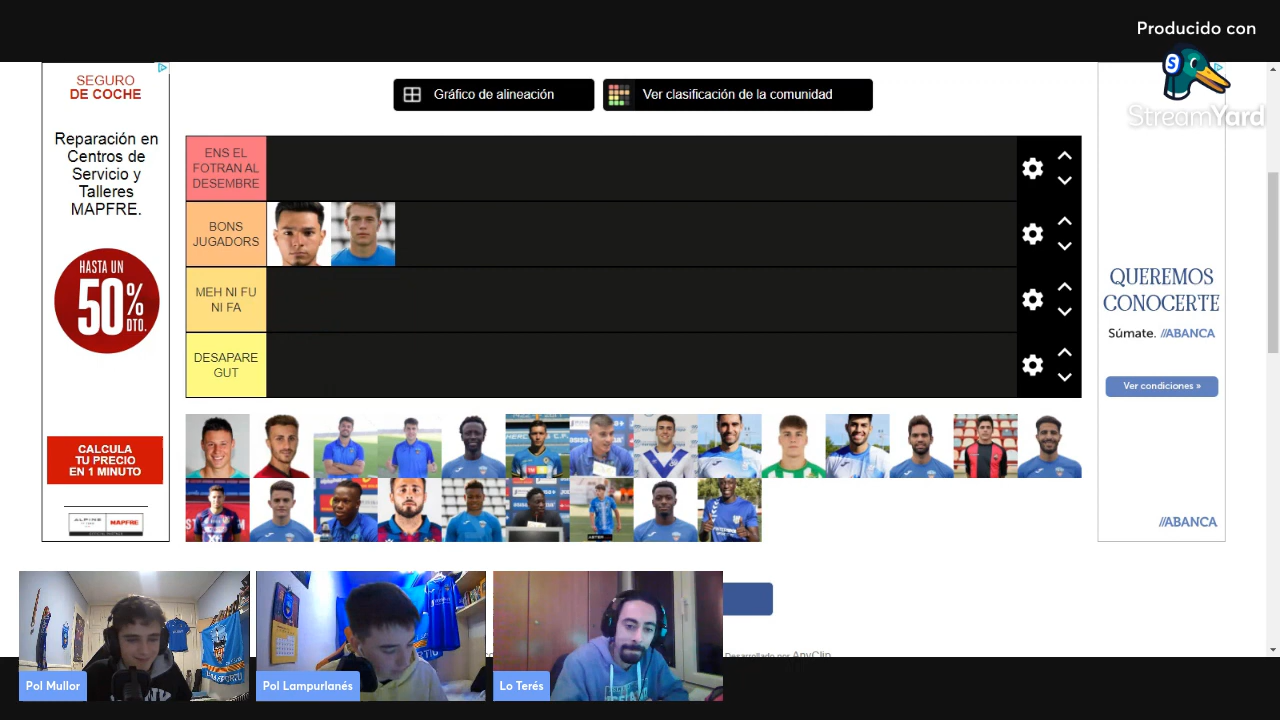 Producido con
StreamYard
SEGURO
DE COCHE
Reparación en
Centros de
Servicio y
Talleres
MAPFRE.
HASTA UN
50%
DTO.
CALCULA
TU PRECIO
EN 1 MINUTO
MAPFRE
Gráfico de alineación
Ver clasificación de la comunidad
ENS EL
FOTRAN AL
DESEMBRE
BONS
JUGADORS
MEH NI FU
NI FA
DESAPARE
GUT
QUEREMOS
CONOCERTE
Súmate. //ABANCA
Ver condiciones »
//ABANCA
Desarrollado por AnyClip
Pol Mullor
Pol Lampurlanés
Lo Terés